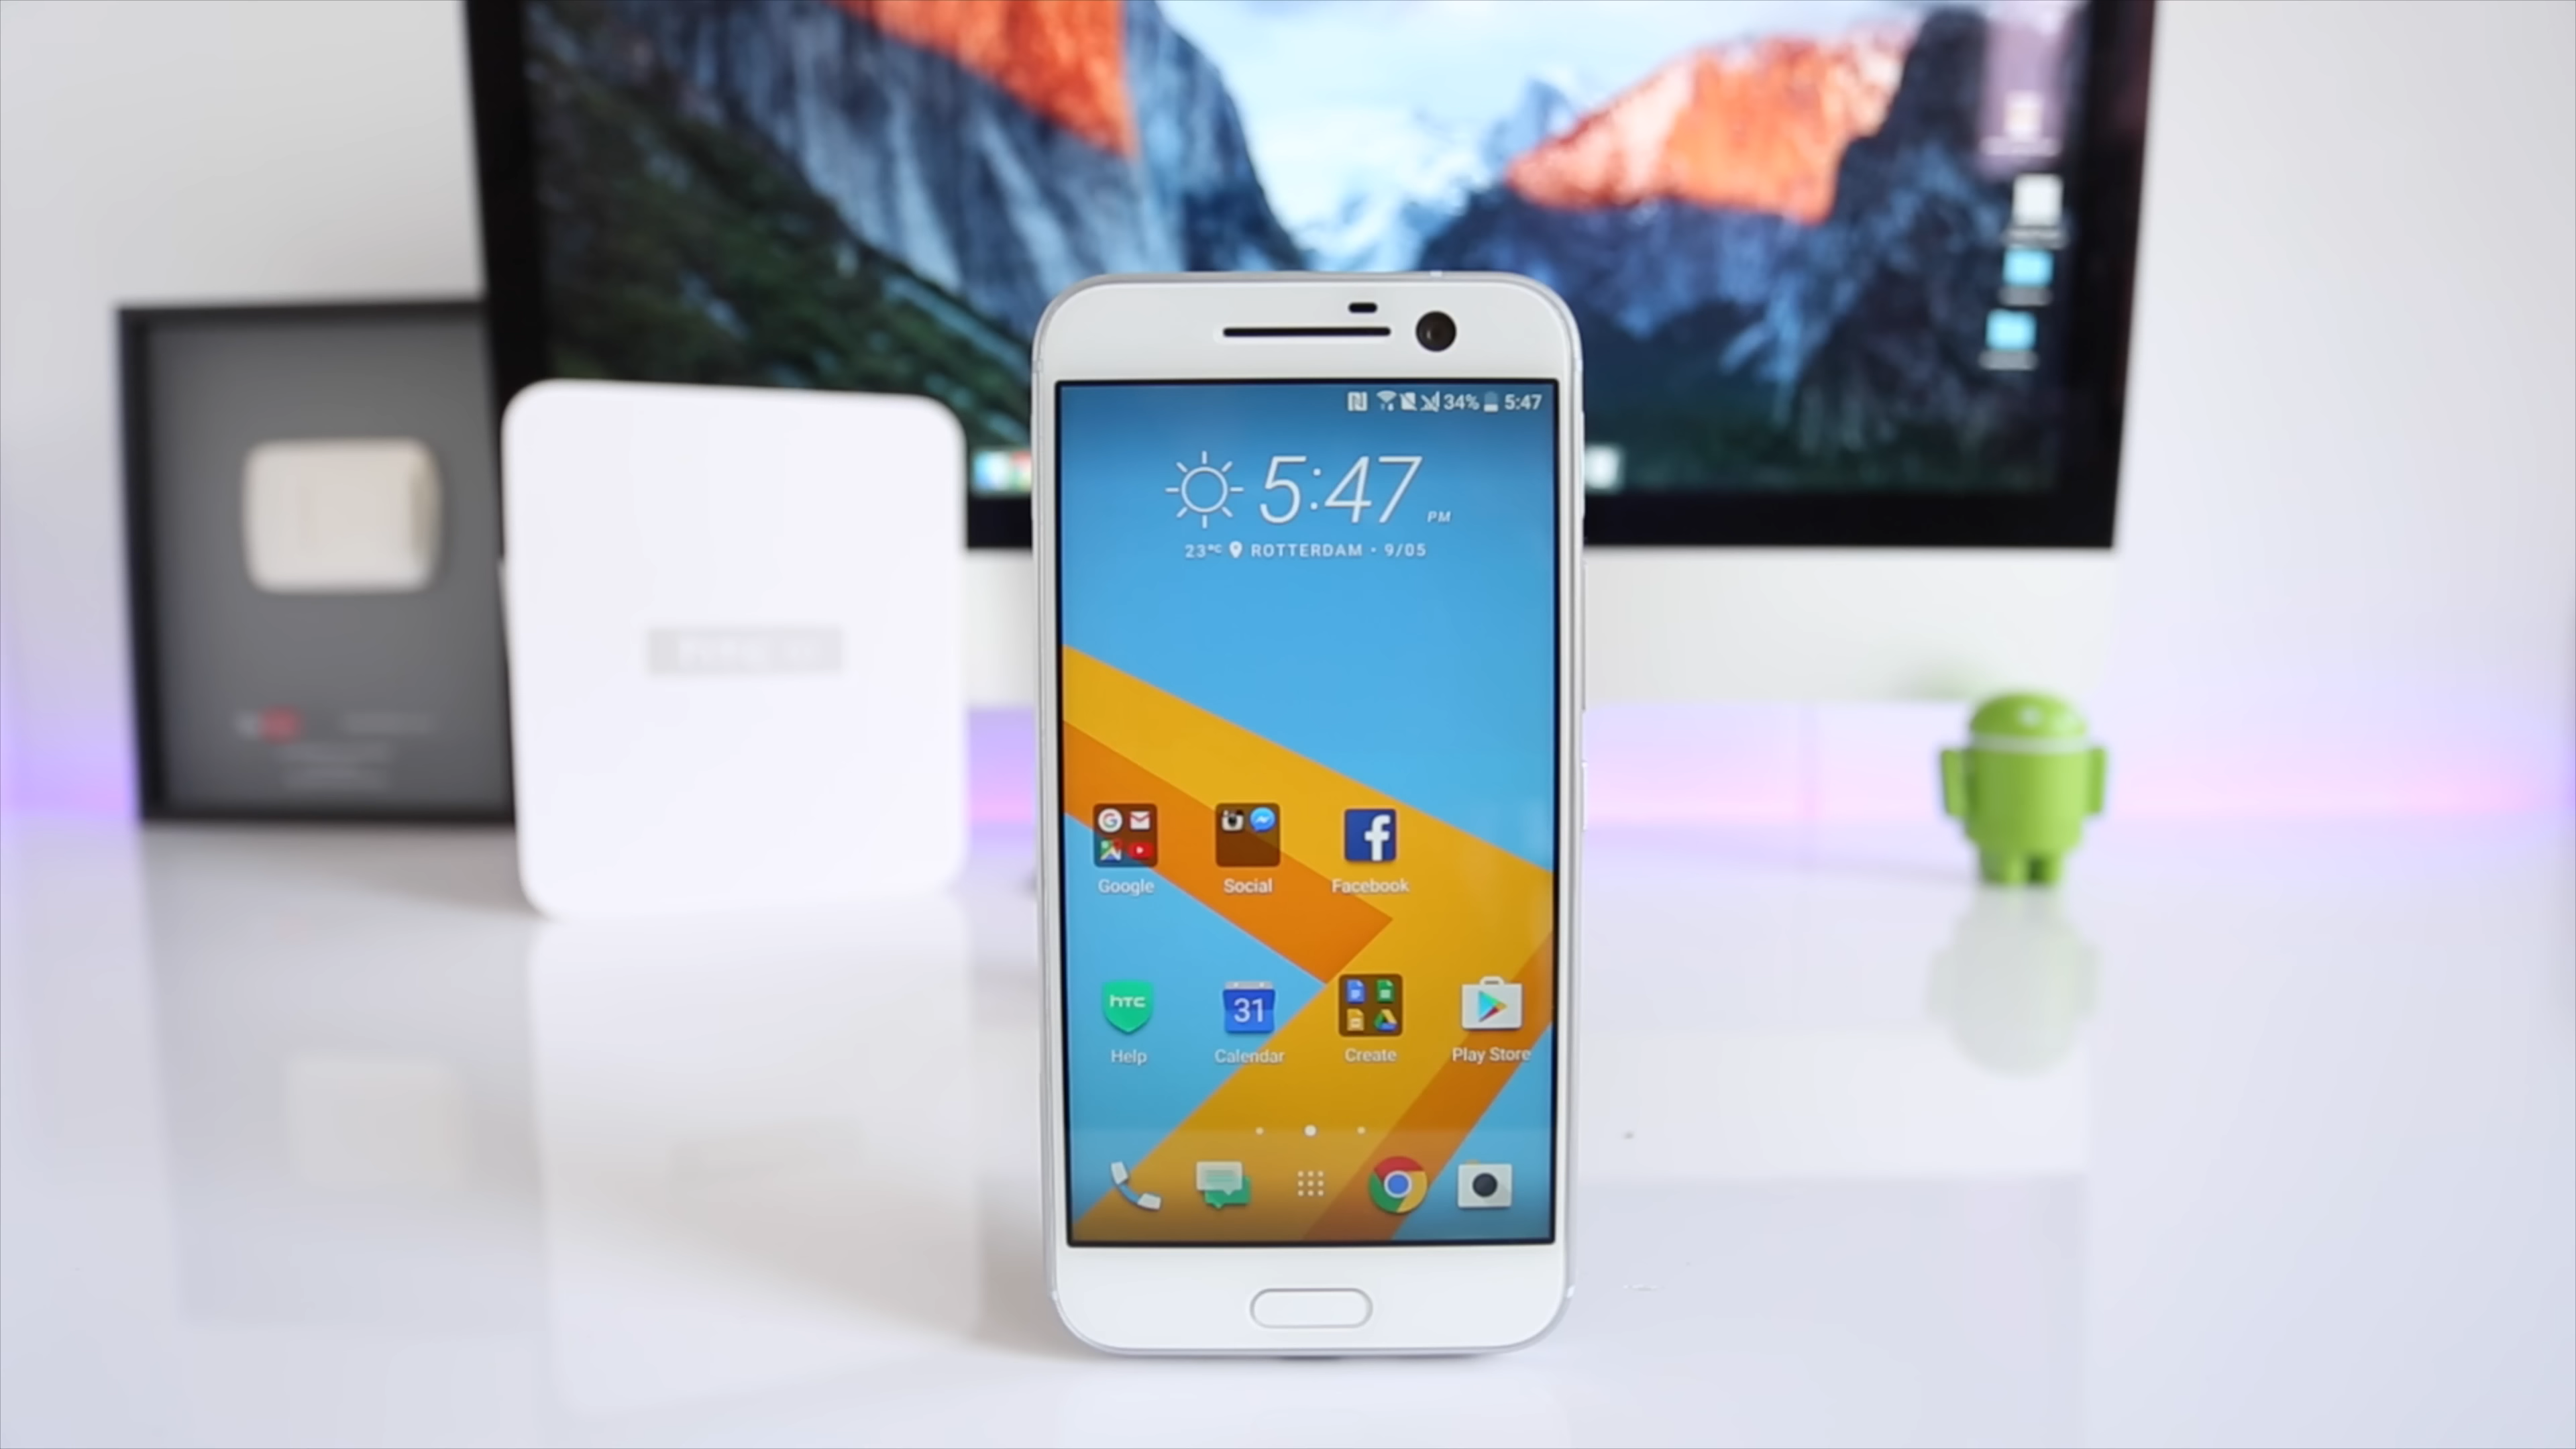 34% 5:47
5:47 PM
23°C ROTTERDAM • 9/05
Google Social Facebook
hTC 31
Help Calendar Create Play Store